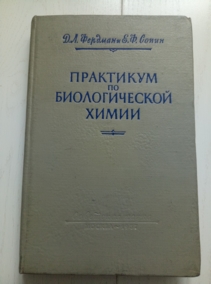 Д.Л. Фердман и Е.Ф. Сопин
ПРАКТИКУМ
ПО
БИОЛОГИЧЕСКОЙ
ХИМИИ